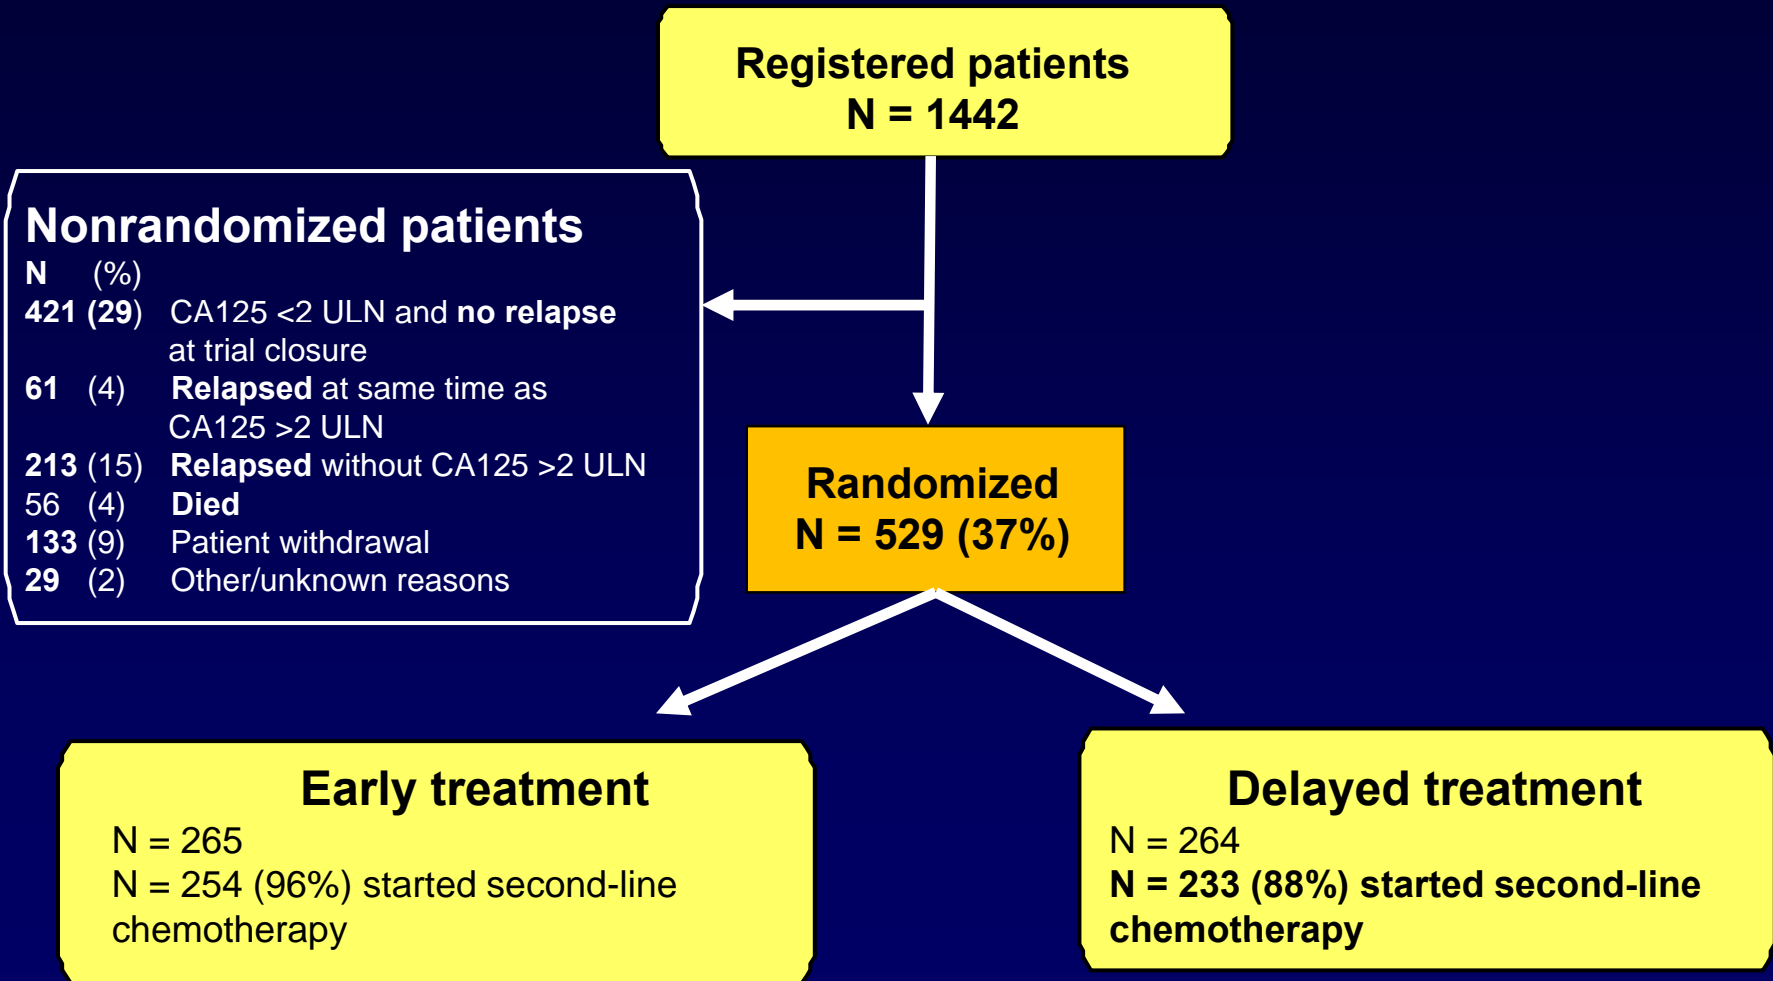 Registered patients
N = 1442
Nonrandomized patients
N (%)
421 (29) CA125 <2 ULN and no relapse
at trial closure
61 (4) Relapsed at same time as
CA125 >2 ULN
213 (15) Relapsed without CA125 >2 ULN
56 (4) Died
133 (9) Patient withdrawal
29 (2) Other/unknown reasons
Randomized
N = 529 (37%)
Early treatment
N = 265
N = 254 (96%) started second-line
chemotherapy
Delayed treatment
N = 264
N = 233 (88%) started second-line
chemotherapy